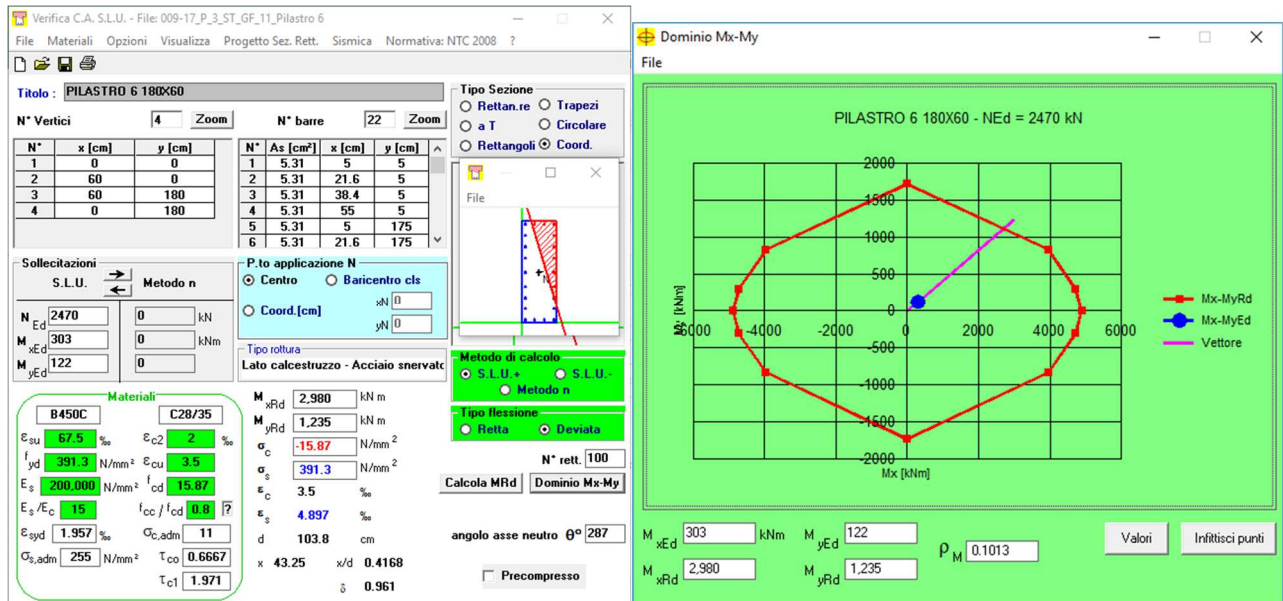 Verifica C.A. S.L.U. - File: 009-17_P_3_ST_GF_11_Pilastro 6
File Materiali Opzioni Visualizza Progetto Sez. Rett. Sismica Normativa: NTC 2008 ?
Titolo : PILASTRO 6 180X60
N° Vertici 4 Zoom N° barre 22 Zoom
N° x [cm] y [cm]
1 0 0
2 60 0
3 60 180
4 0 180
N° As [cm²] x [cm] y [cm]
1 5.31 5 5
2 5.31 21.6 5
3 5.31 38.4 5
4 5.31 55 5
5 5.31 5 175
6 5.31 21.6 175
Tipo Sezione
Rettan.re Trapezi
a T Circolare
Rettangoli Coord.
File
N
Sollecitazioni
S.L.U. Metodo n
N Ed 2470 0 kN
M xEd 303 0 kNm
M yEd 122 0
P.to applicazione N
Centro Baricentro cls
Coord.[cm] xN 0
yN 0
Tipo rottura
Lato calcestruzzo - Acciaio snervato
Metodo di calcolo
S.L.U.+ S.L.U.-
Metodo n
Tipo flessione
Retta Deviata
N° rett. 100
Calcola MRd Dominio Mx-My
angolo asse neutro θ° 287
Precompresso
Materiali
B450C C28/35
εsu 67.5 ‰ εc2 2 ‰
fyd 391.3 N/mm² εcu 3.5
Es 200,000 N/mm² fcd 15.87
Es/Ec 15 fcc / fcd 0.8 ?
εsyd 1.957 ‰ σc,adm 11
σs,adm 255 N/mm² τco 0.6667
τc1 1.971
M xRd 2,980 kN m
M yRd 1,235 kN m
σc -15.87 N/mm²
σs 391.3 N/mm²
εc 3.5 ‰
εs 4.897 ‰
d 103.8 cm
x 43.25 x/d 0.4168
δ 0.961
Dominio Mx-My
File
PILASTRO 6 180X60 - NEd = 2470 kN
2000
1500
1000
500
0
-500
-1000
-1500
-2000
-6000 -4000 -2000 0 2000 4000 6000
My [kNm]
Mx [kNm]
Mx-MyRd
Mx-MyEd
Vettore
M xEd 303 kNm M yEd 122
M xRd 2,980 M yRd 1,235
ρ M 0.1013
Valori Infittisci punti